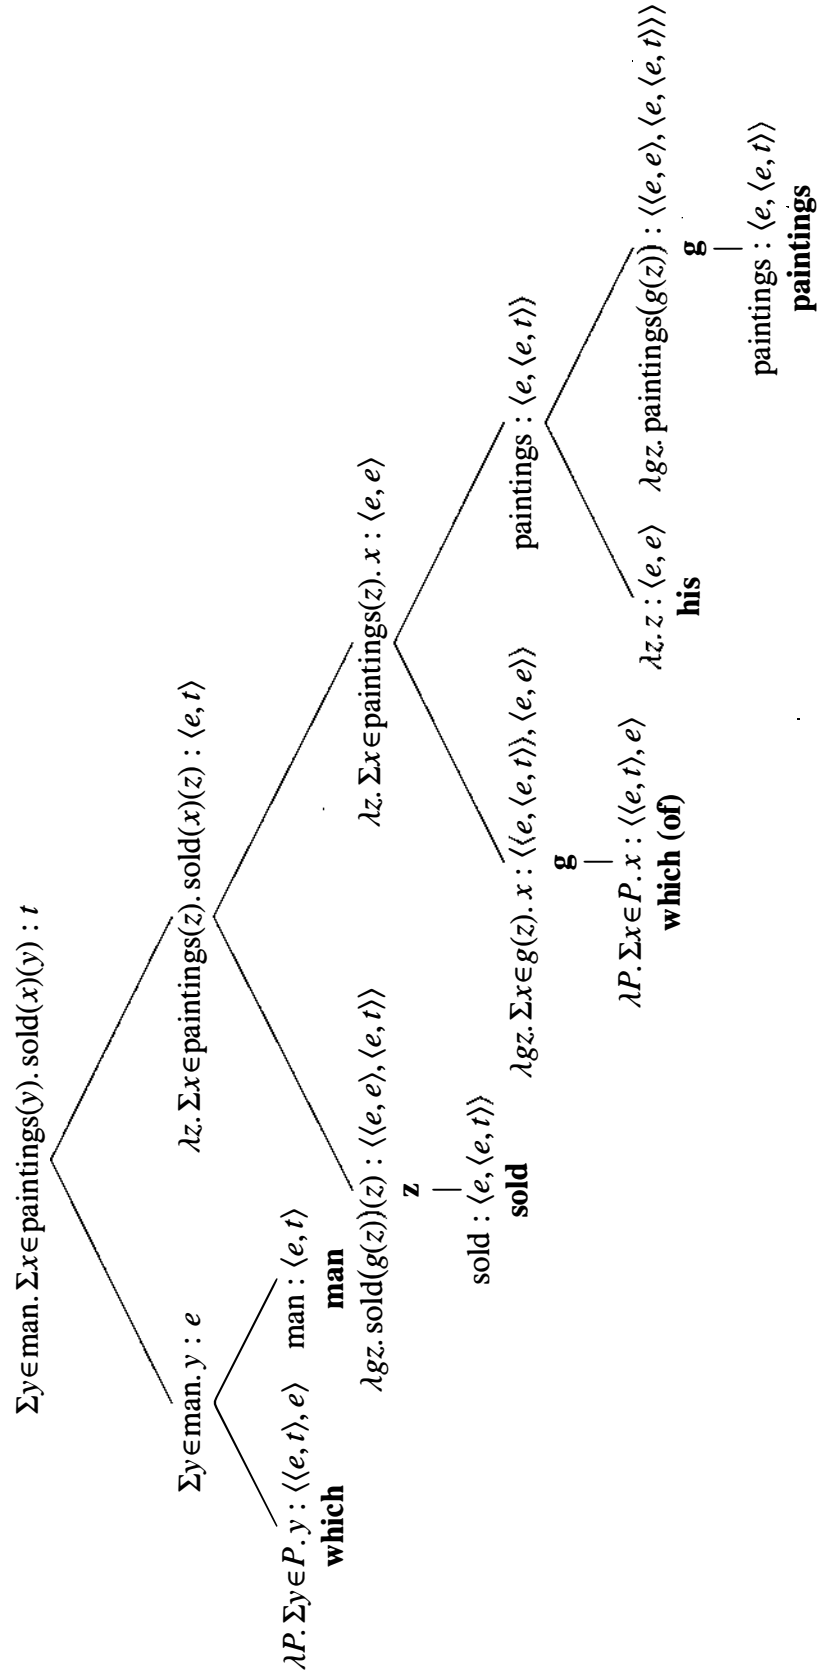 Σy∈man. Σx∈paintings(y). sold(x)(y) : t
Σy∈man. y : e
λz. Σx∈paintings(z). sold(x)(z) : ⟨e, t⟩
λP. Σy∈P. y : ⟨⟨e, t⟩, e⟩
which
man : ⟨e, t⟩
man
λgz. sold(g(z))(z) : ⟨⟨e, e⟩, ⟨e, t⟩⟩
z
sold : ⟨e, ⟨e, t⟩⟩
sold
λz. Σx∈paintings(z). x : ⟨e, e⟩
λgz. Σx∈g(z). x : ⟨⟨e, ⟨e, t⟩⟩, ⟨e, e⟩⟩
g
λP. Σx∈P. x : ⟨⟨e, t⟩, e⟩
which (of)
paintings : ⟨e, ⟨e, t⟩⟩
λz. z : ⟨e, e⟩
his
λgz. paintings(g(z)) : ⟨⟨e, e⟩, ⟨e, ⟨e, t⟩⟩⟩
g
paintings : ⟨e, ⟨e, t⟩⟩
paintings